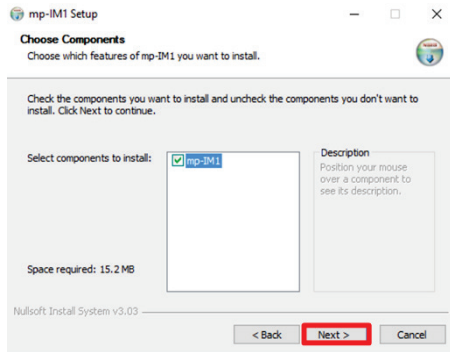 mp-IM1 Setup
Choose Components
Choose which features of mp-IM1 you want to install.
Check the components you want to install and uncheck the components you don't want to
install. Click Next to continue.
Select components to install:
mp-IM1
Description
Position your mouse
over a component to
see its description.
Space required: 15.2 MB
Nullsoft Install System v3.03
< Back
Next >
Cancel